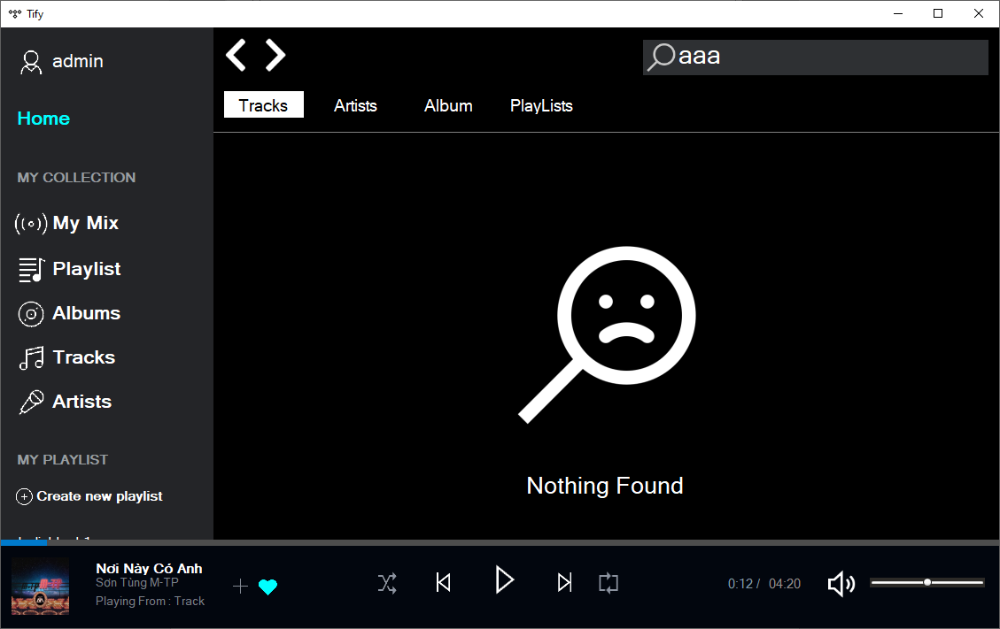 Tify
admin
aaa
Home
Tracks Artists Album PlayLists
MY COLLECTION
My Mix
Playlist
Albums
Tracks
Artists
MY PLAYLIST
Create new playlist
Nothing Found
Nơi Này Có Anh
Sơn Tùng M-TP
Playing From : Track
0:12 / 04:20